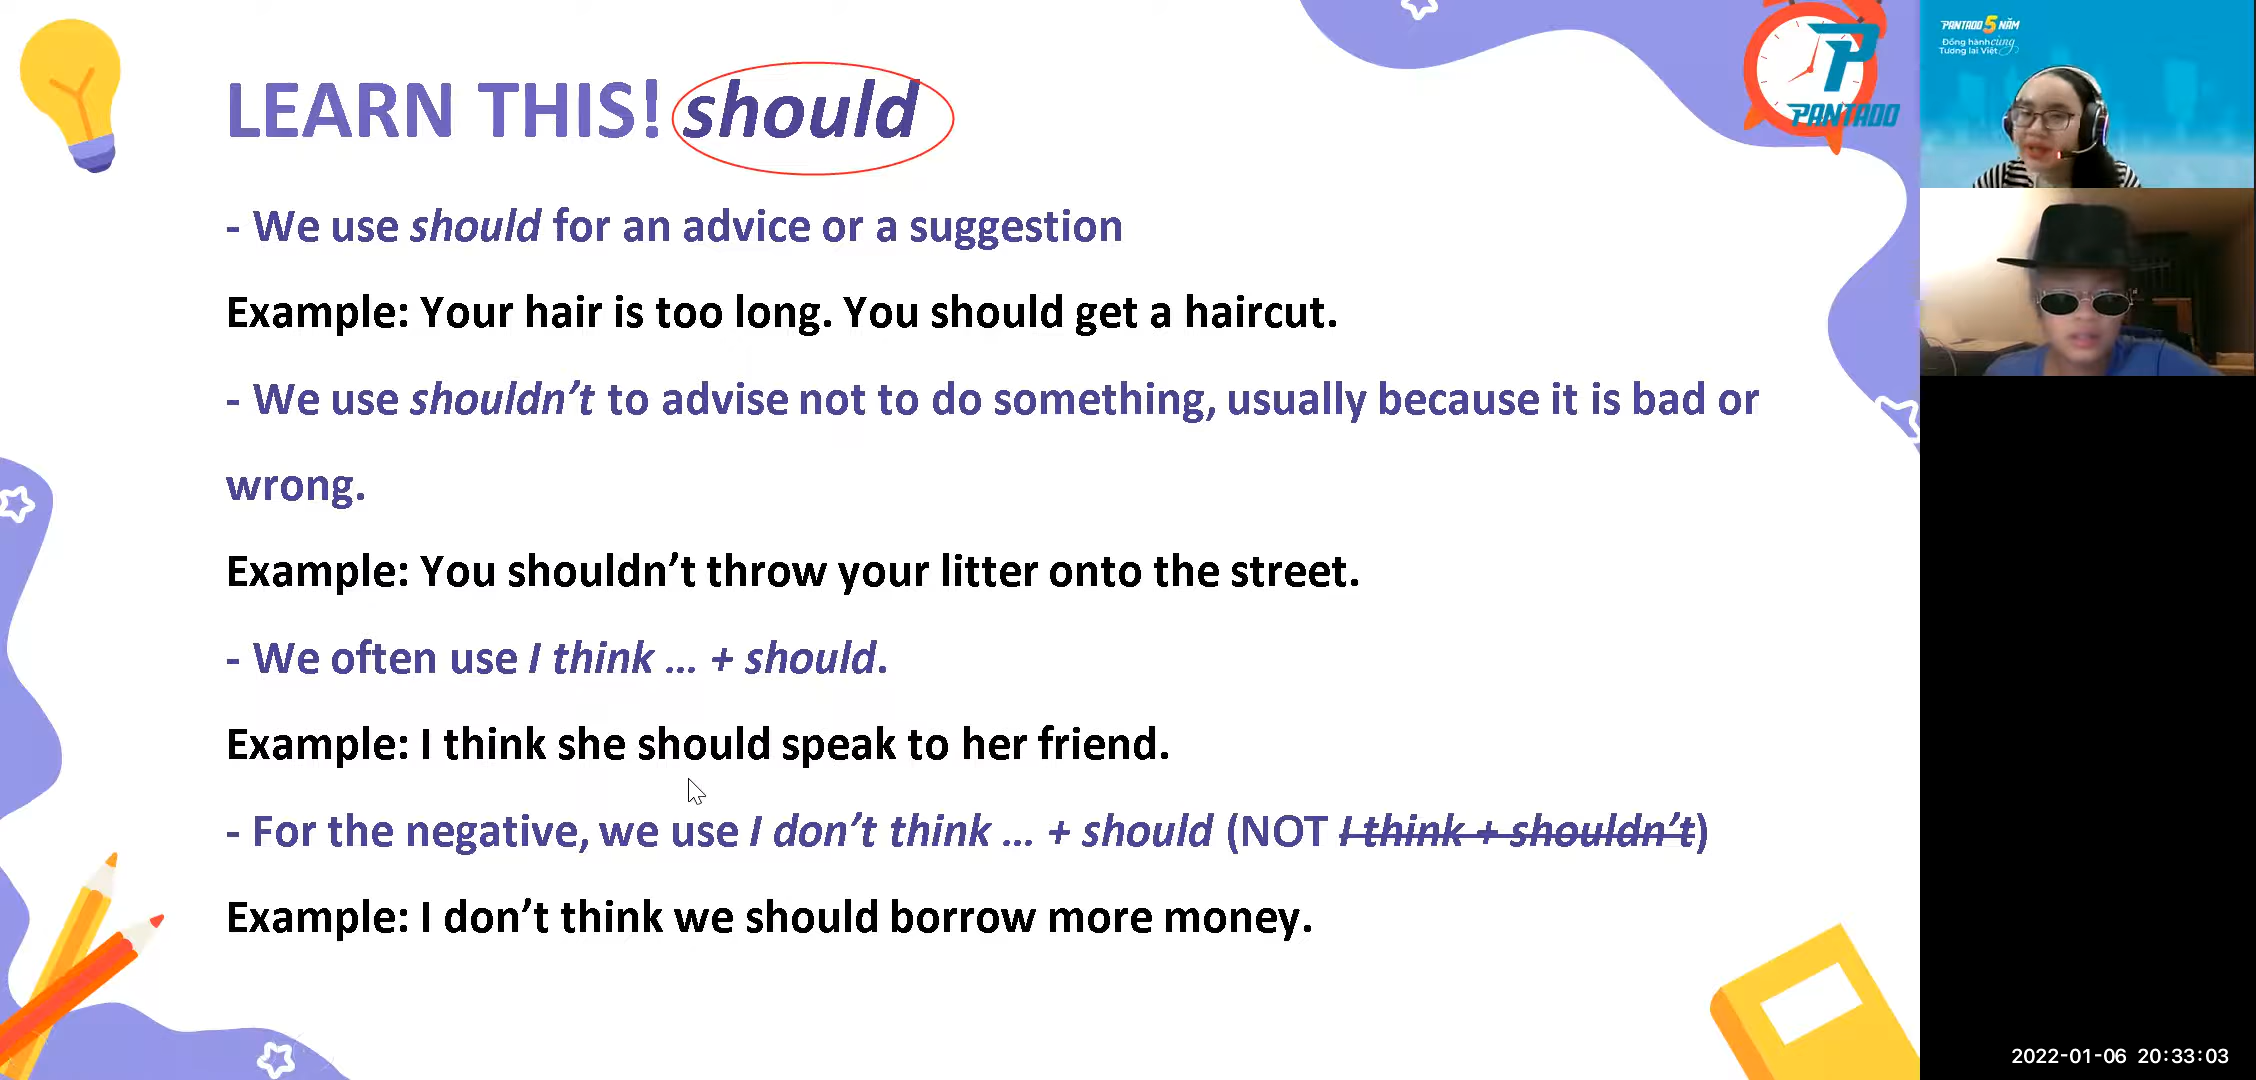 LEARN THIS! should
- We use should for an advice or a suggestion
Example: Your hair is too long. You should get a haircut.
- We use shouldn’t to advise not to do something, usually because it is bad or
wrong.
Example: You shouldn’t throw your litter onto the street.
- We often use I think ... + should.
Example: I think she should speak to her friend.
- For the negative, we use I don’t think ... + should (NOT I think + shouldn’t)
Example: I don’t think we should borrow more money.
PANTADO
PANTADO 5 NĂM
Đồng hành cùng
Tương lai Việt
2022-01-06 20:33:03